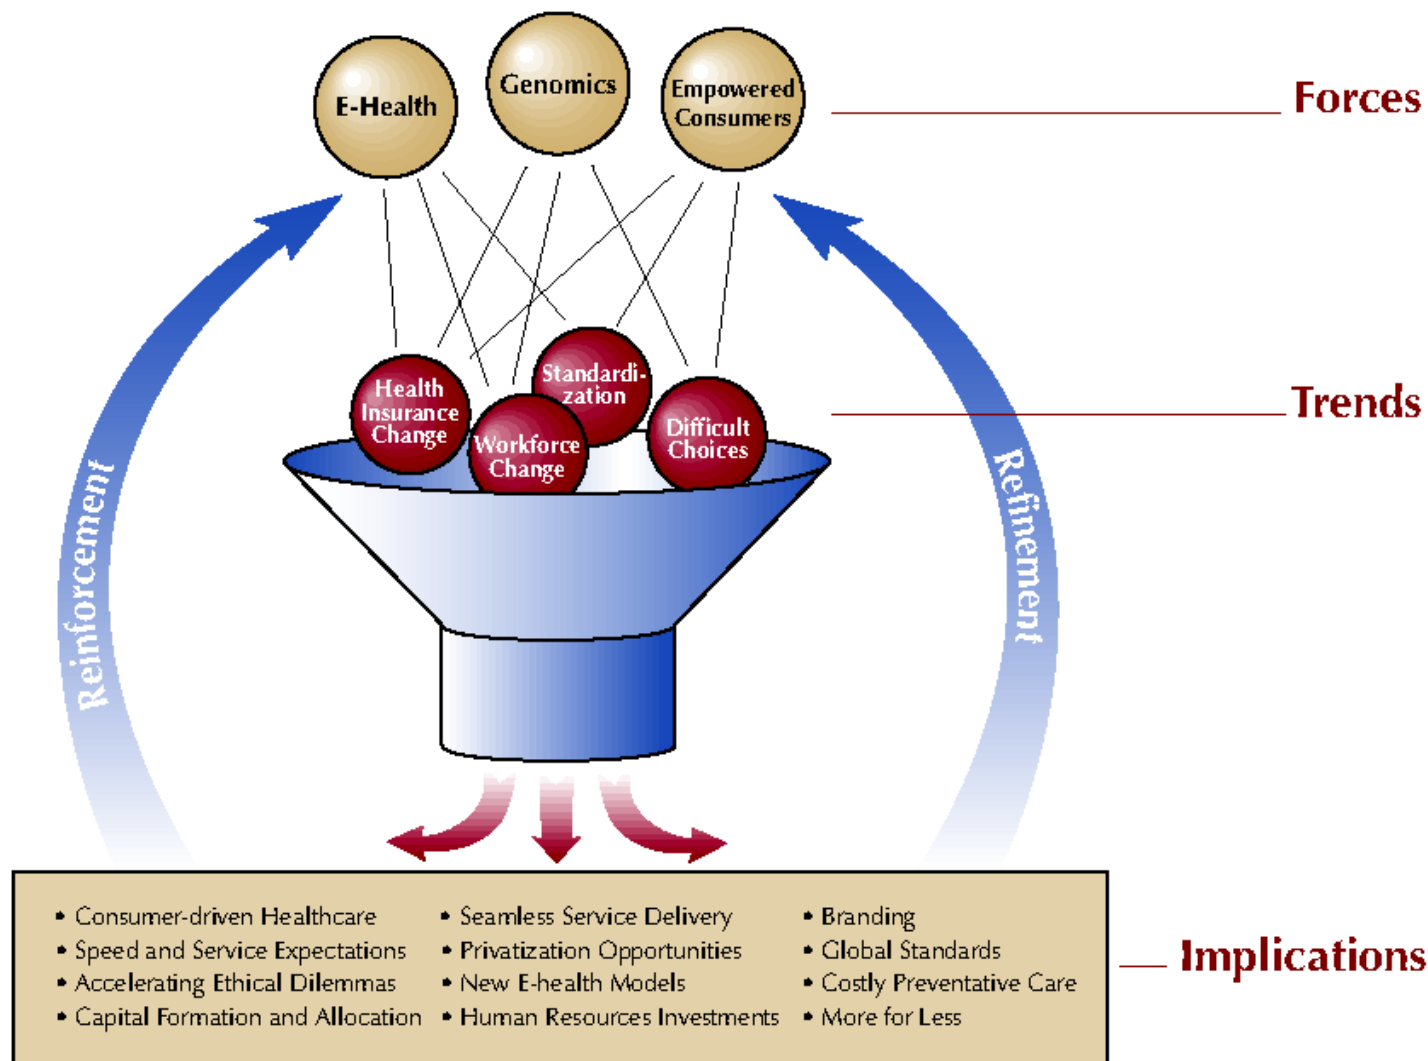 E-Health
Genomics
Empowered
Consumers
Forces
Health
Insurance
Change
Workforce
Change
Standardi-
zation
Difficult
Choices
Trends
Reinforcement
Refinement
• Consumer-driven Healthcare
• Speed and Service Expectations
• Accelerating Ethical Dilemmas
• Capital Formation and Allocation
• Seamless Service Delivery
• Privatization Opportunities
• New E-health Models
• Human Resources Investments
• Branding
• Global Standards
• Costly Preventative Care
• More for Less
Implications